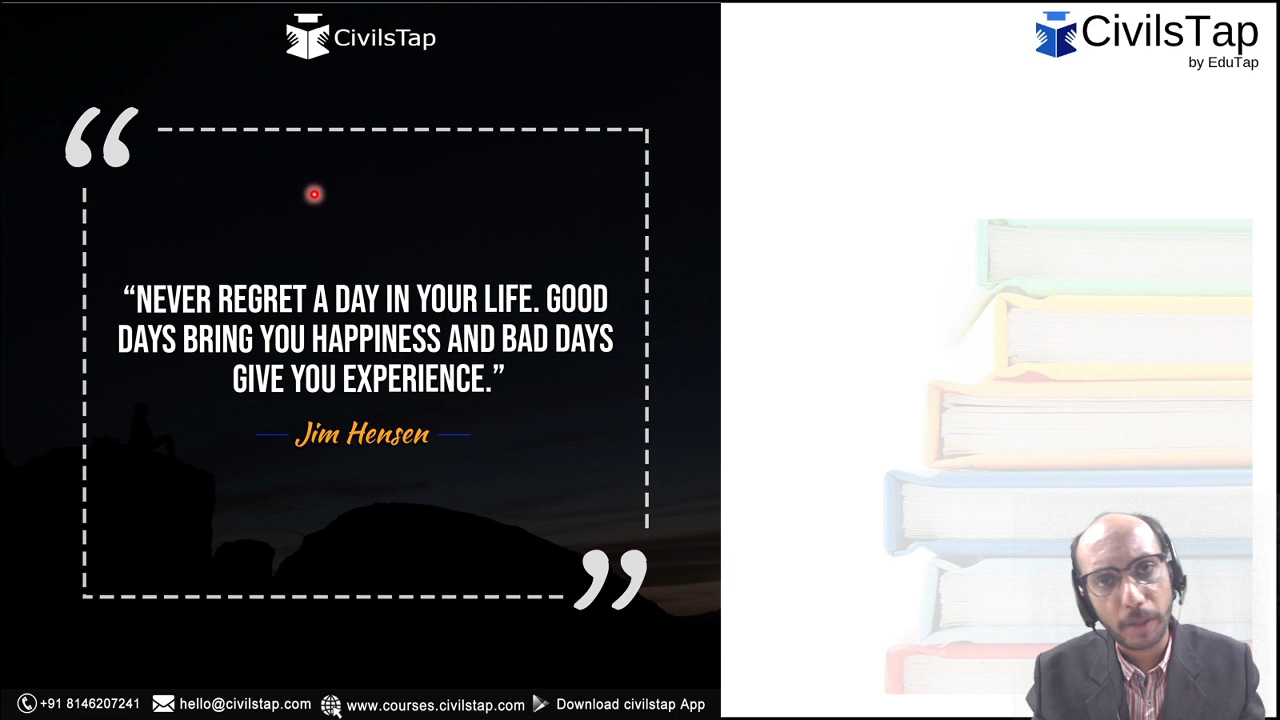 CivilsTap
CivilsTap
by EduTap
“NEVER REGRET A DAY IN YOUR LIFE. GOOD
DAYS BRING YOU HAPPINESS AND BAD DAYS
GIVE YOU EXPERIENCE.”
Jim Hensen
+91 8146207241 hello@civilstap.com www.courses.civilstap.com Download civilstap App